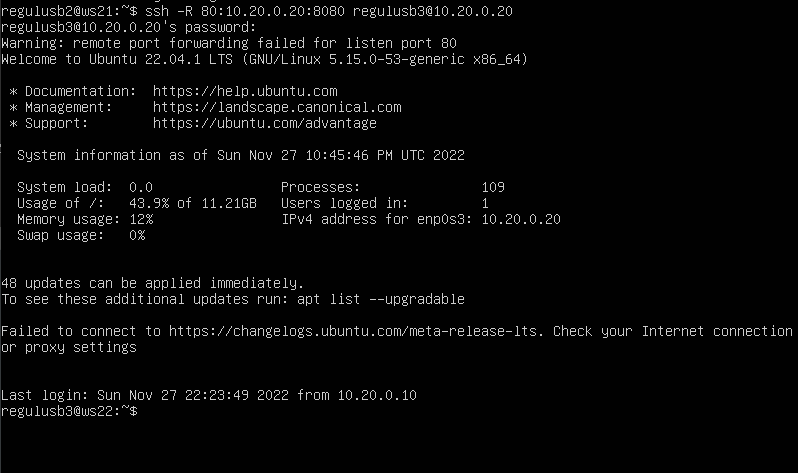 regulusb2@ws21:~$ ssh -R 80:10.20.0.20:8080 regulusb3@10.20.0.20
regulusb3@10.20.0.20's password:
Warning: remote port forwarding failed for listen port 80
Welcome to Ubuntu 22.04.1 LTS (GNU/Linux 5.15.0-53-generic x86_64)
* Documentation:  https://help.ubuntu.com
* Management:     https://landscape.canonical.com
* Support:        https://ubuntu.com/advantage
System information as of Sun Nov 27 10:45:46 PM UTC 2022
System load:  0.0                Processes:               109
Usage of /:   43.9% of 11.21GB   Users logged in:         1
Memory usage: 12%                IPv4 address for enp0s3: 10.20.0.20
Swap usage:   0%
48 updates can be applied immediately.
To see these additional updates run: apt list --upgradable
Failed to connect to https://changelogs.ubuntu.com/meta-release-lts. Check your Internet connection
or proxy settings
Last login: Sun Nov 27 22:23:49 2022 from 10.20.0.10
regulusb3@ws22:~$